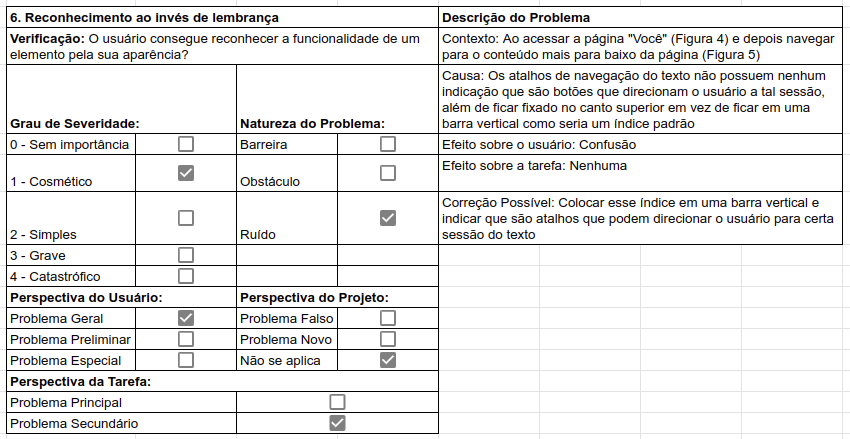 6. Reconhecimento ao invés de lembrança
Descrição do Problema
Verificação: O usuário consegue reconhecer a funcionalidade de um
elemento pela sua aparência?
Contexto: Ao acessar a página "Você" (Figura 4) e depois navegar
para o conteúdo mais para baixo da página (Figura 5)
Grau de Severidade:
Natureza do Problema:
Causa: Os atalhos de navegação do texto não possuem nenhum
indicação que são botões que direcionam o usuário a tal sessão,
além de ficar fixado no canto superior em vez de ficar em uma
barra vertical como seria um índice padrão
0 - Sem importância
Barreira
Efeito sobre o usuário: Confusão
1 - Cosmético
Obstáculo
Efeito sobre a tarefa: Nenhuma
2 - Simples
Ruído
Correção Possível: Colocar esse índice em uma barra vertical e
indicar que são atalhos que podem direcionar o usuário para certa
sessão do texto
3 - Grave
4 - Catastrófico
Perspectiva do Usuário:
Perspectiva do Projeto:
Problema Geral
Problema Falso
Problema Preliminar
Problema Novo
Problema Especial
Não se aplica
Perspectiva da Tarefa:
Problema Principal
Problema Secundário